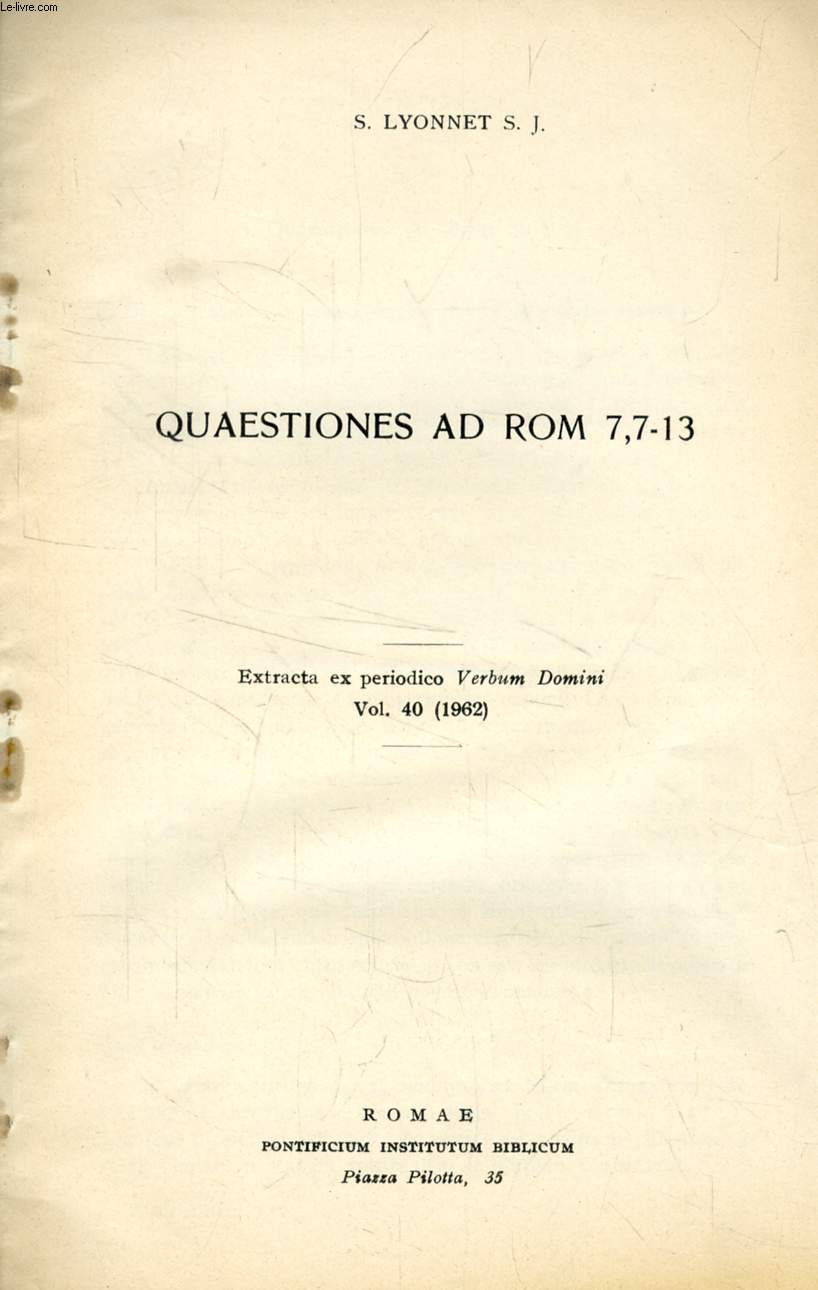 Le-livre.com
S. LYONNET S. J.
QUAESTIONES AD ROM 7,7-13
Extracta ex periodico Verbum Domini
Vol. 40 (1962)
ROMAE
PONTIFICIUM INSTITUTUM BIBLICUM
Piazza Pilotta, 35